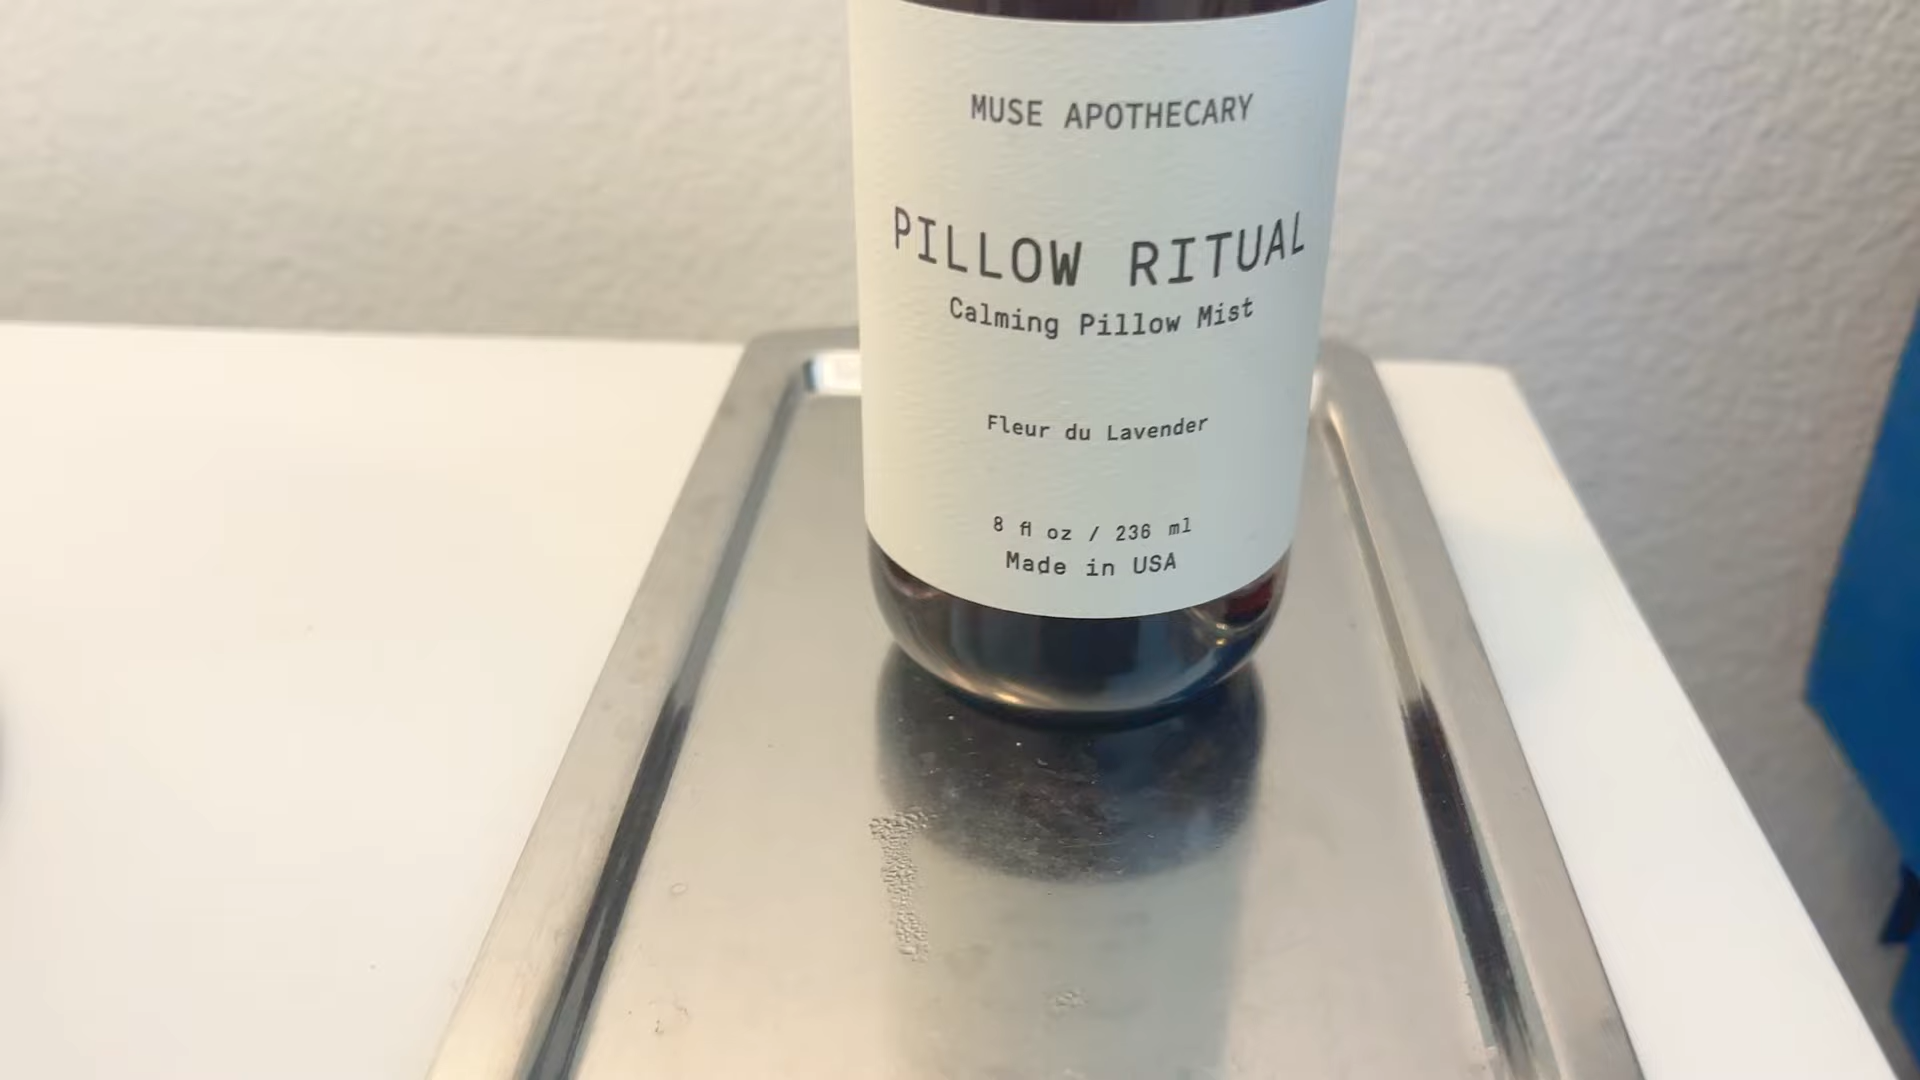 MUSE APOTHECARY
PILLOW RITUAL
Calming Pillow Mist
Fleur du Lavender
8 fl oz / 236 ml
Made in USA